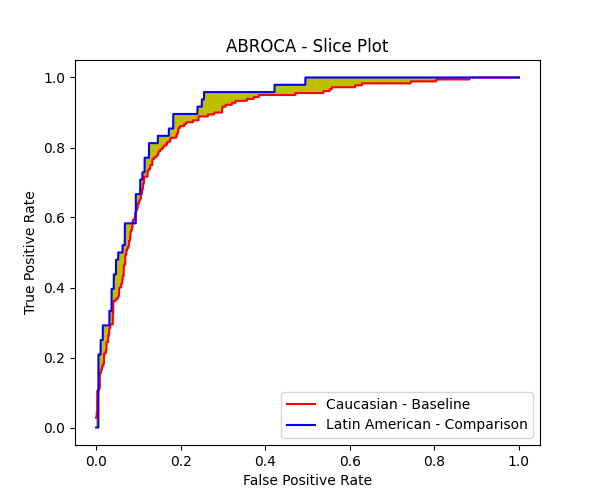 ABROCA - Slice Plot
True Positive Rate
1.0
0.8
0.6
0.4
0.2
0.0
Caucasian - Baseline
Latin American - Comparison
0.0 0.2 0.4 0.6 0.8 1.0
False Positive Rate